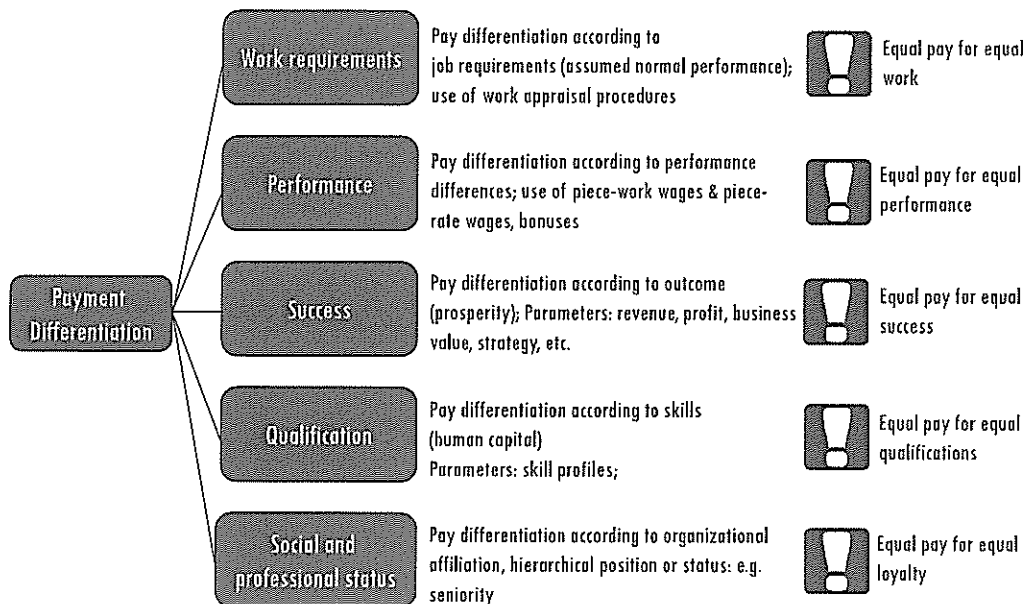 Work requirements
Pay differentiation according to
job requirements (assumed normal performance);
use of work appraisal procedures
Equal pay for equal
work
Performance
Pay differentiation according to performance
differences; use of piece-work wages & piece-
rate wages, bonuses
Equal pay for equal
performance
Payment
Differentiation
Success
Pay differentiation according to outcome
(prosperity); Parameters: revenue, profit, business
value, strategy, etc.
Equal pay for equal
success
Qualification
Pay differentiation according to skills
(human capital)
Parameters: skill profiles;
Equal pay for equal
qualifications
Social and
professional status
Pay differentiation according to organizational
affiliation, hierarchical position or status: e.g.
seniority
Equal pay for equal
loyalty